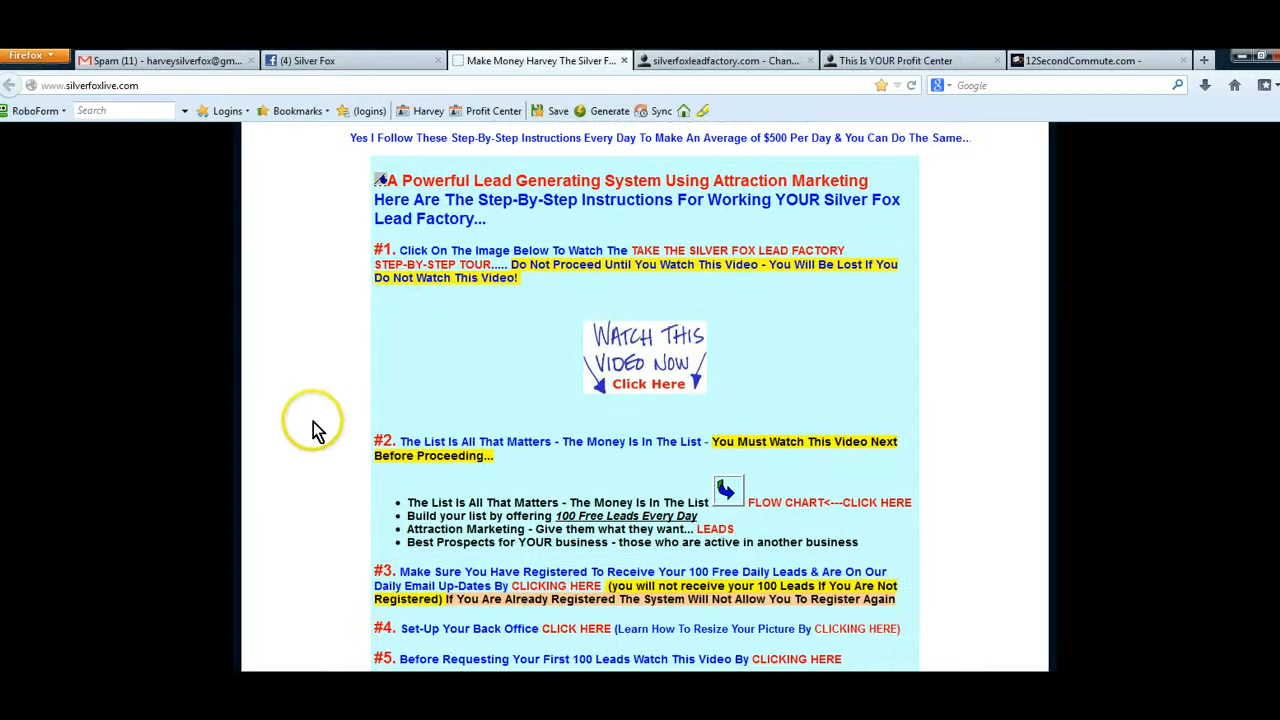 Firefox
Spam (11) - harveysilverfox@gm...
(4) Silver Fox
Make Money Harvey The Silver F...
silverfoxleadfactory.com - Chan...
This Is YOUR Profit Center
12SecondCommute.com -
www.silverfoxlive.com
Google
RoboForm
Search
Logins
Bookmarks
(logins)
Harvey
Profit Center
Save
Generate
Sync
Yes I Follow These Step-By-Step Instructions Every Day To Make An Average of $500 Per Day & You Can Do The Same...
A Powerful Lead Generating System Using Attraction Marketing
Here Are The Step-By-Step Instructions For Working YOUR Silver Fox
Lead Factory...
#1. Click On The Image Below To Watch The TAKE THE SILVER FOX LEAD FACTORY
STEP-BY-STEP TOUR..... Do Not Proceed Until You Watch This Video - You Will Be Lost If You
Do Not Watch This Video!
WATCH THIS
VIDEO NOW
Click Here
#2. The List Is All That Matters - The Money Is In The List - You Must Watch This Video Next
Before Proceeding...
• The List Is All That Matters - The Money Is In The List FLOW CHART<---CLICK HERE
• Build your list by offering 100 Free Leads Every Day
• Attraction Marketing - Give them what they want... LEADS
• Best Prospects for YOUR business - those who are active in another business
#3. Make Sure You Have Registered To Receive Your 100 Free Daily Leads & Are On Our
Daily Email Up-Dates By CLICKING HERE (you will not receive your 100 Leads If You Are Not
Registered) If You Are Already Registered The System Will Not Allow You To Register Again
#4. Set-Up Your Back Office CLICK HERE (Learn How To Resize Your Picture By CLICKING HERE)
#5. Before Requesting Your First 100 Leads Watch This Video By CLICKING HERE